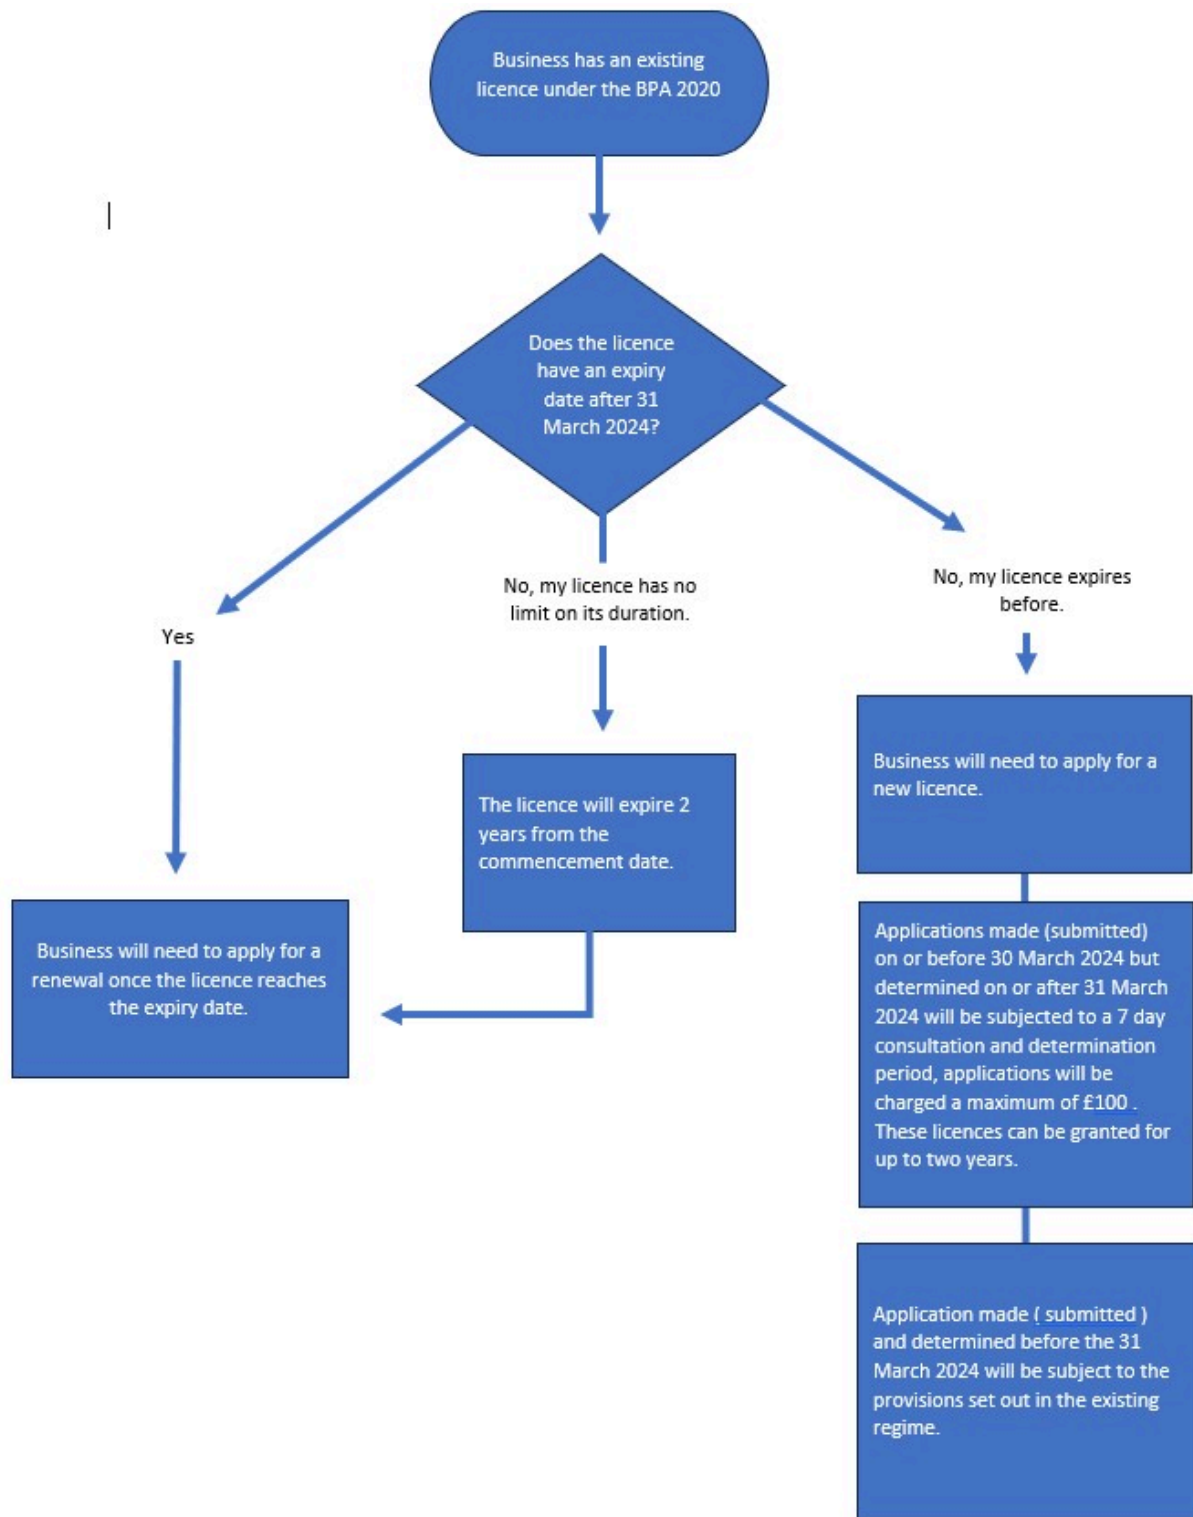 Business has an existing
licence under the BPA 2020
Does the licence
have an expiry
date after 31
March 2024?
Yes
No, my licence has no
limit on its duration.
No, my licence expires
before.
Business will need to apply for a
renewal once the licence reaches
the expiry date.
The licence will expire 2
years from the
commencement date.
Business will need to apply for a
new licence.
Applications made (submitted)
on or before 30 March 2024 but
determined on or after 31 March
2024 will be subjected to a 7 day
consultation and determination
period, applications will be
charged a maximum of £100 .
These licences can be granted for
up to two years.
Application made ( submitted )
and determined before the 31
March 2024 will be subject to the
provisions set out in the existing
regime.